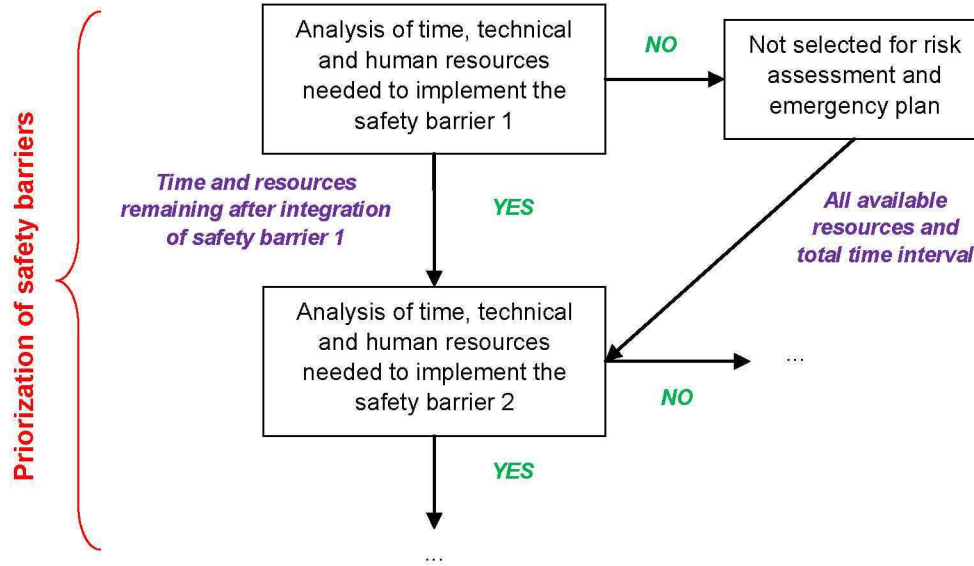 Priorization of safety barriers
Analysis of time, technical
and human resources
needed to implement the
safety barrier 1
NO
Not selected for risk
assessment and
emergency plan
Time and resources
remaining after integration
of safety barrier 1
YES
All available
resources and
total time interval
Analysis of time, technical
and human resources
needed to implement the
safety barrier 2
NO
...
YES
...